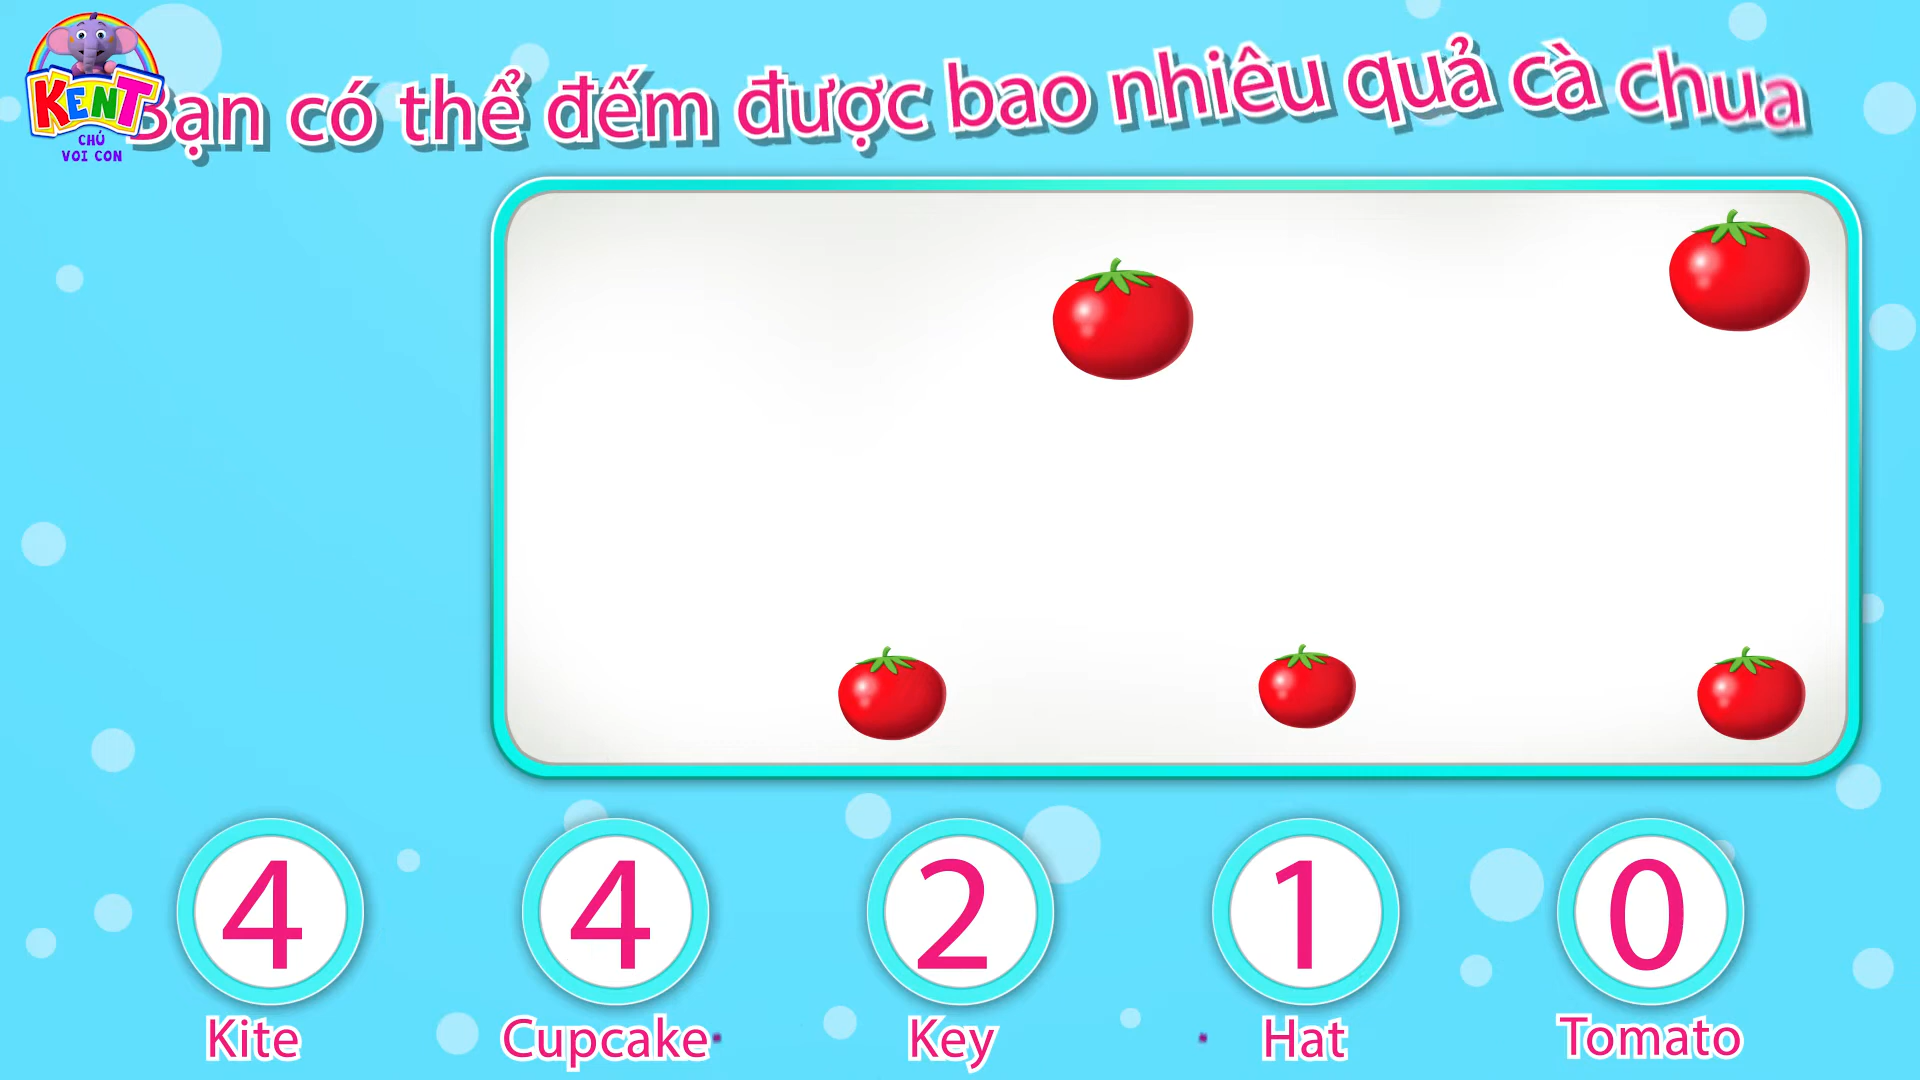 KENT
CHÚ
VOI CON
Bạn có thể đếm được bao nhiêu quả cà chua
4 4 2 1 0
Kite Cupcake Key Hat Tomato